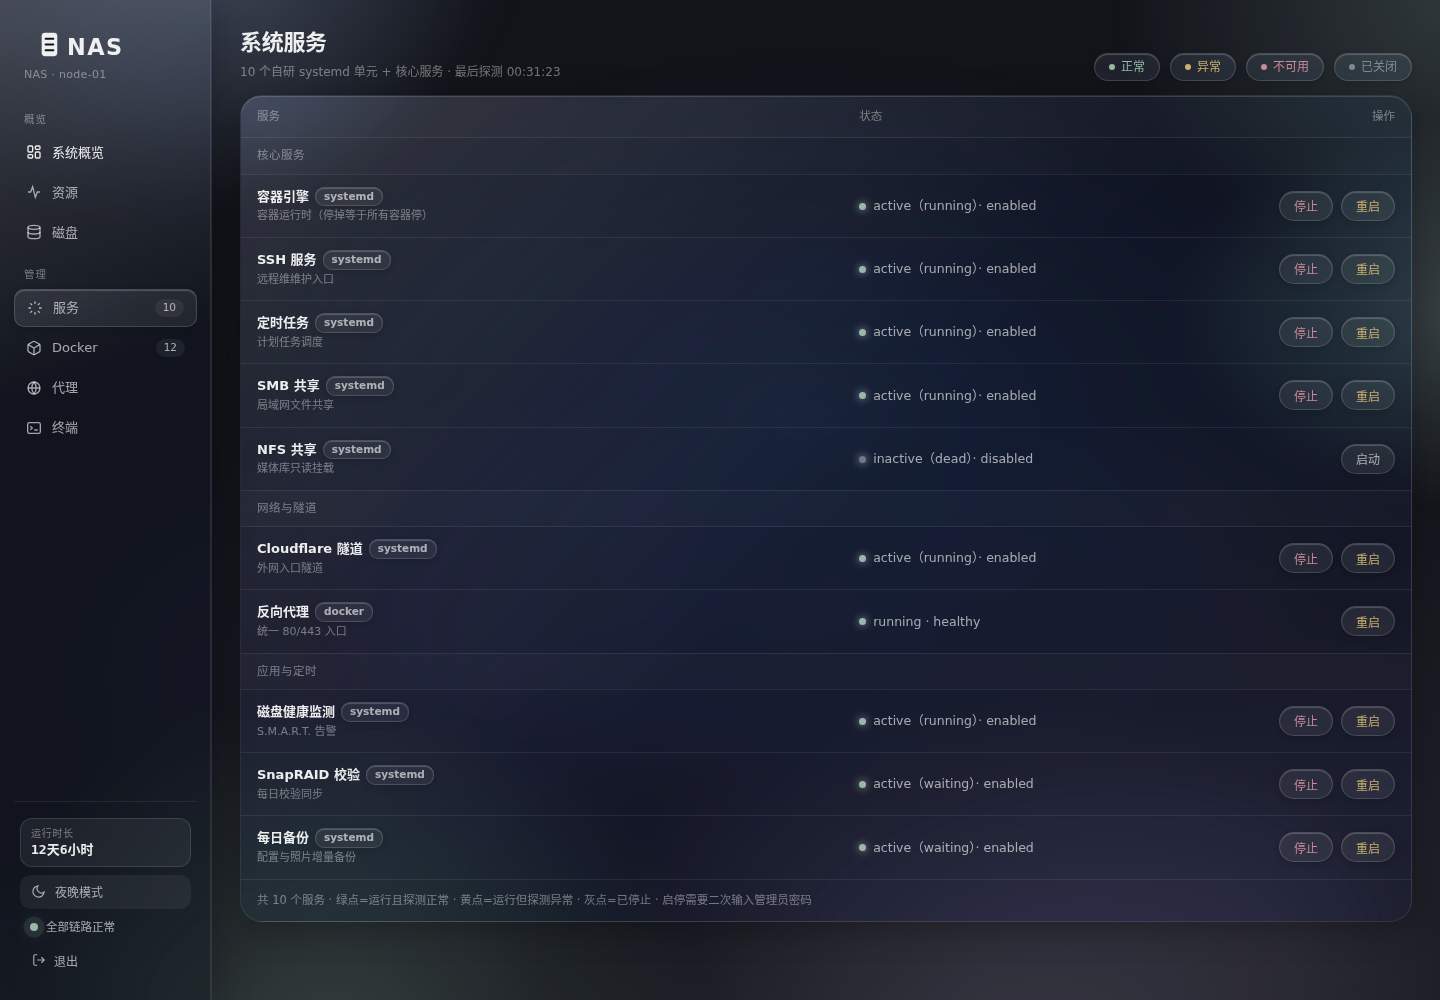 NAS
NAS · node-01
概览
系统概览
资源
磁盘
管理
服务 10
Docker 12
代理
终端
运行时长
12天6小时
夜晚模式
全部链路正常
退出
系统服务
10 个自研 systemd 单元 + 核心服务 · 最后探测 00:31:23
正常 异常 不可用 已关闭
服务 状态 操作
核心服务
容器引擎 systemd
容器运行时（停掉等于所有容器停）
active（running）· enabled
停止 重启
SSH 服务 systemd
远程维维护入口
active（running）· enabled
停止 重启
定时任务 systemd
计划任务调度
active（running）· enabled
停止 重启
SMB 共享 systemd
局域网文件共享
active（running）· enabled
停止 重启
NFS 共享 systemd
媒体库只读挂载
inactive（dead）· disabled
启动
网络与隧道
Cloudflare 隧道 systemd
外网入口隧道
active（running）· enabled
停止 重启
反向代理 docker
统一 80/443 入口
running · healthy
重启
应用与定时
磁盘健康监测 systemd
S.M.A.R.T. 告警
active（running）· enabled
停止 重启
SnapRAID 校验 systemd
每日校验同步
active（waiting）· enabled
停止 重启
每日备份 systemd
配置与照片增量备份
active（waiting）· enabled
停止 重启
共 10 个服务 · 绿点=运行且探测正常 · 黄点=运行但探测异常 · 灰点=已停止 · 启停需要二次输入管理员密码